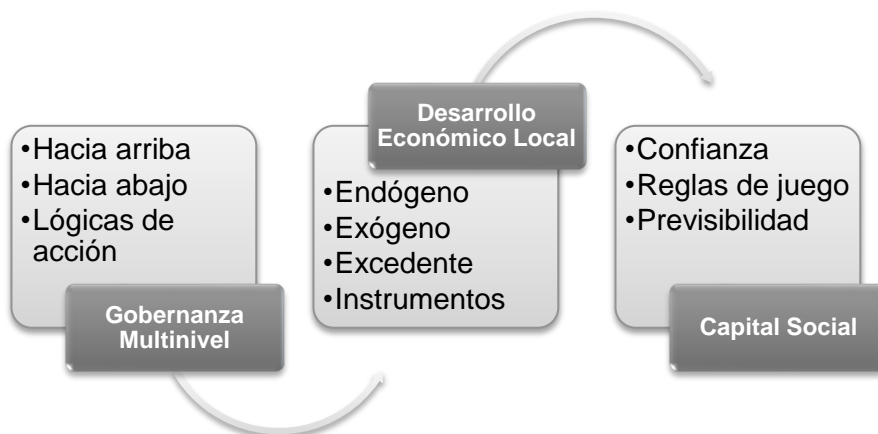 •Hacia arriba
•Hacia abajo
•Lógicas de
acción
Gobernanza
Multinivel
Desarrollo
Económico Local
•Endógeno
•Exógeno
•Excedente
•Instrumentos
•Confianza
•Reglas de juego
•Previsibilidad
Capital Social